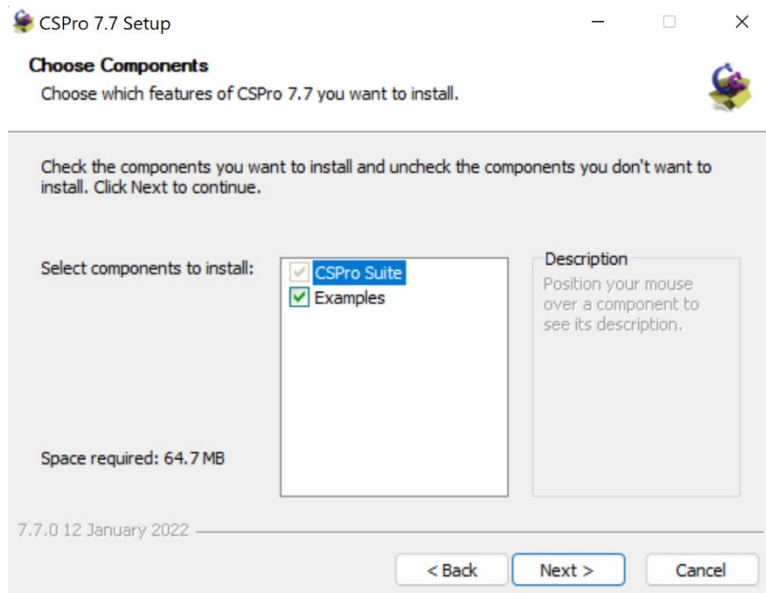 CSPro 7.7 Setup
Choose Components
Choose which features of CSPro 7.7 you want to install.
Check the components you want to install and uncheck the components you don't want to
install. Click Next to continue.
Select components to install:
CSPro Suite
Examples
Description
Position your mouse
over a component to
see its description.
Space required: 64.7 MB
7.7.0 12 January 2022
< Back
Next >
Cancel